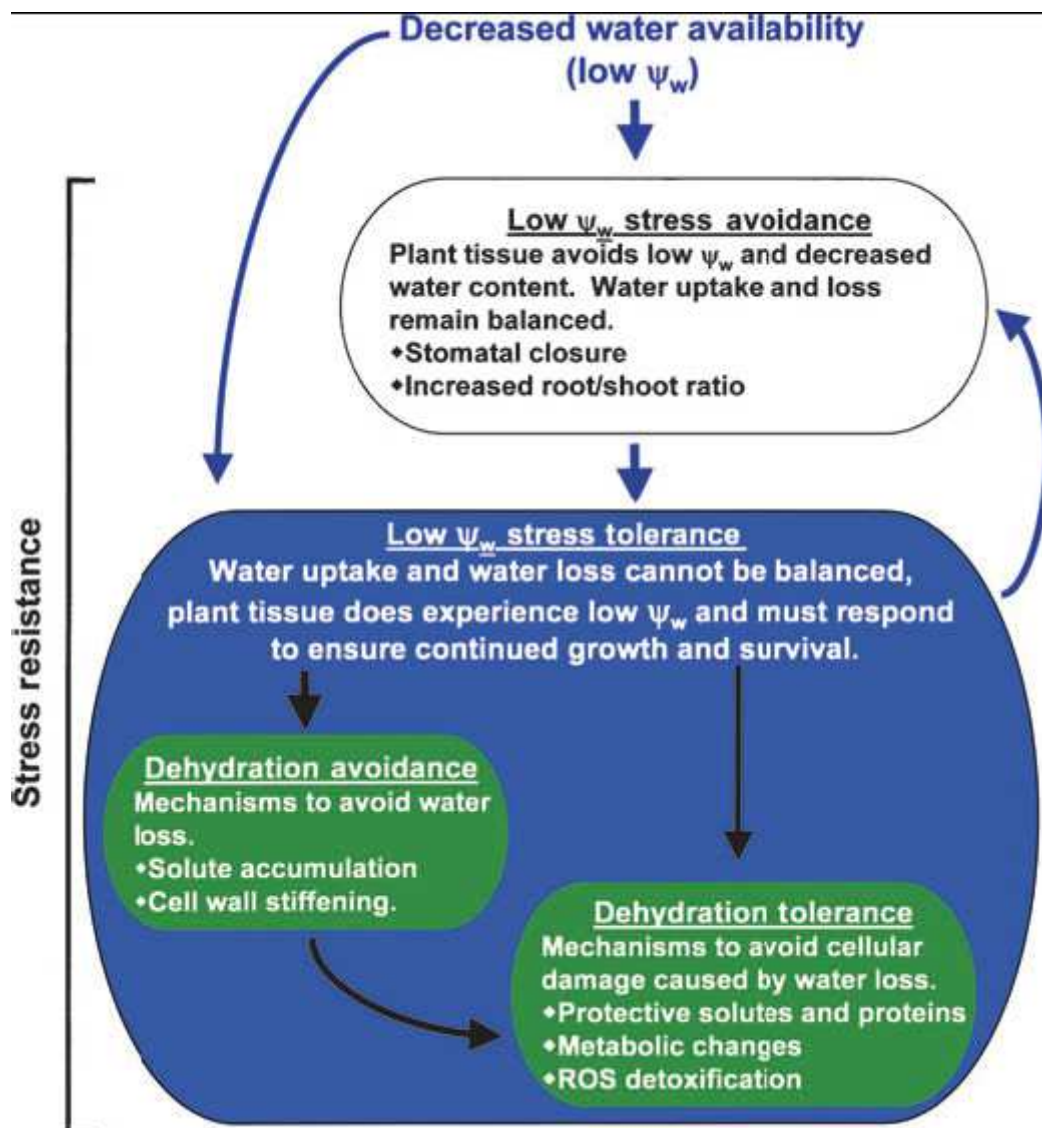 Decreased water availability
(low ψw)
Low ψw stress avoidance
Plant tissue avoids low ψw and decreased
water content. Water uptake and loss
remain balanced.
◆Stomatal closure
◆Increased root/shoot ratio
Stress resistance
Low ψw stress tolerance
Water uptake and water loss cannot be balanced,
plant tissue does experience low ψw and must respond
to ensure continued growth and survival.
Dehydration avoidance
Mechanisms to avoid water
loss.
◆Solute accumulation
◆Cell wall stiffening.
Dehydration tolerance
Mechanisms to avoid cellular
damage caused by water loss.
◆Protective solutes and proteins
◆Metabolic changes
◆ROS detoxification